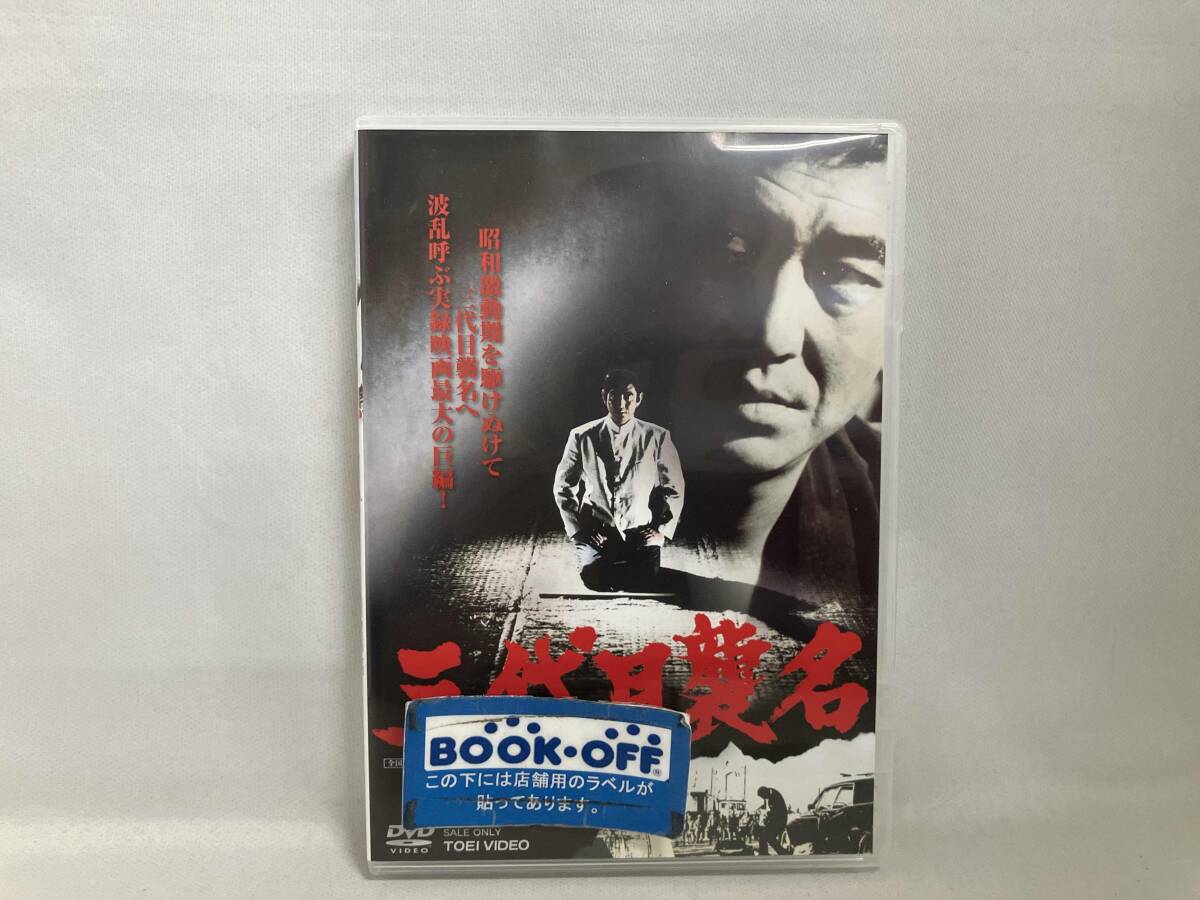 昭和激動期を駆けぬけて
三代目襲名へ
波乱呼ぶ実録映画最大の巨編!
三代目襲名
BOOK・OFF
この下には店舗用のラベルが
貼ってあります。
全国
DVD
VIDEO
SALE ONLY
TOEI VIDEO